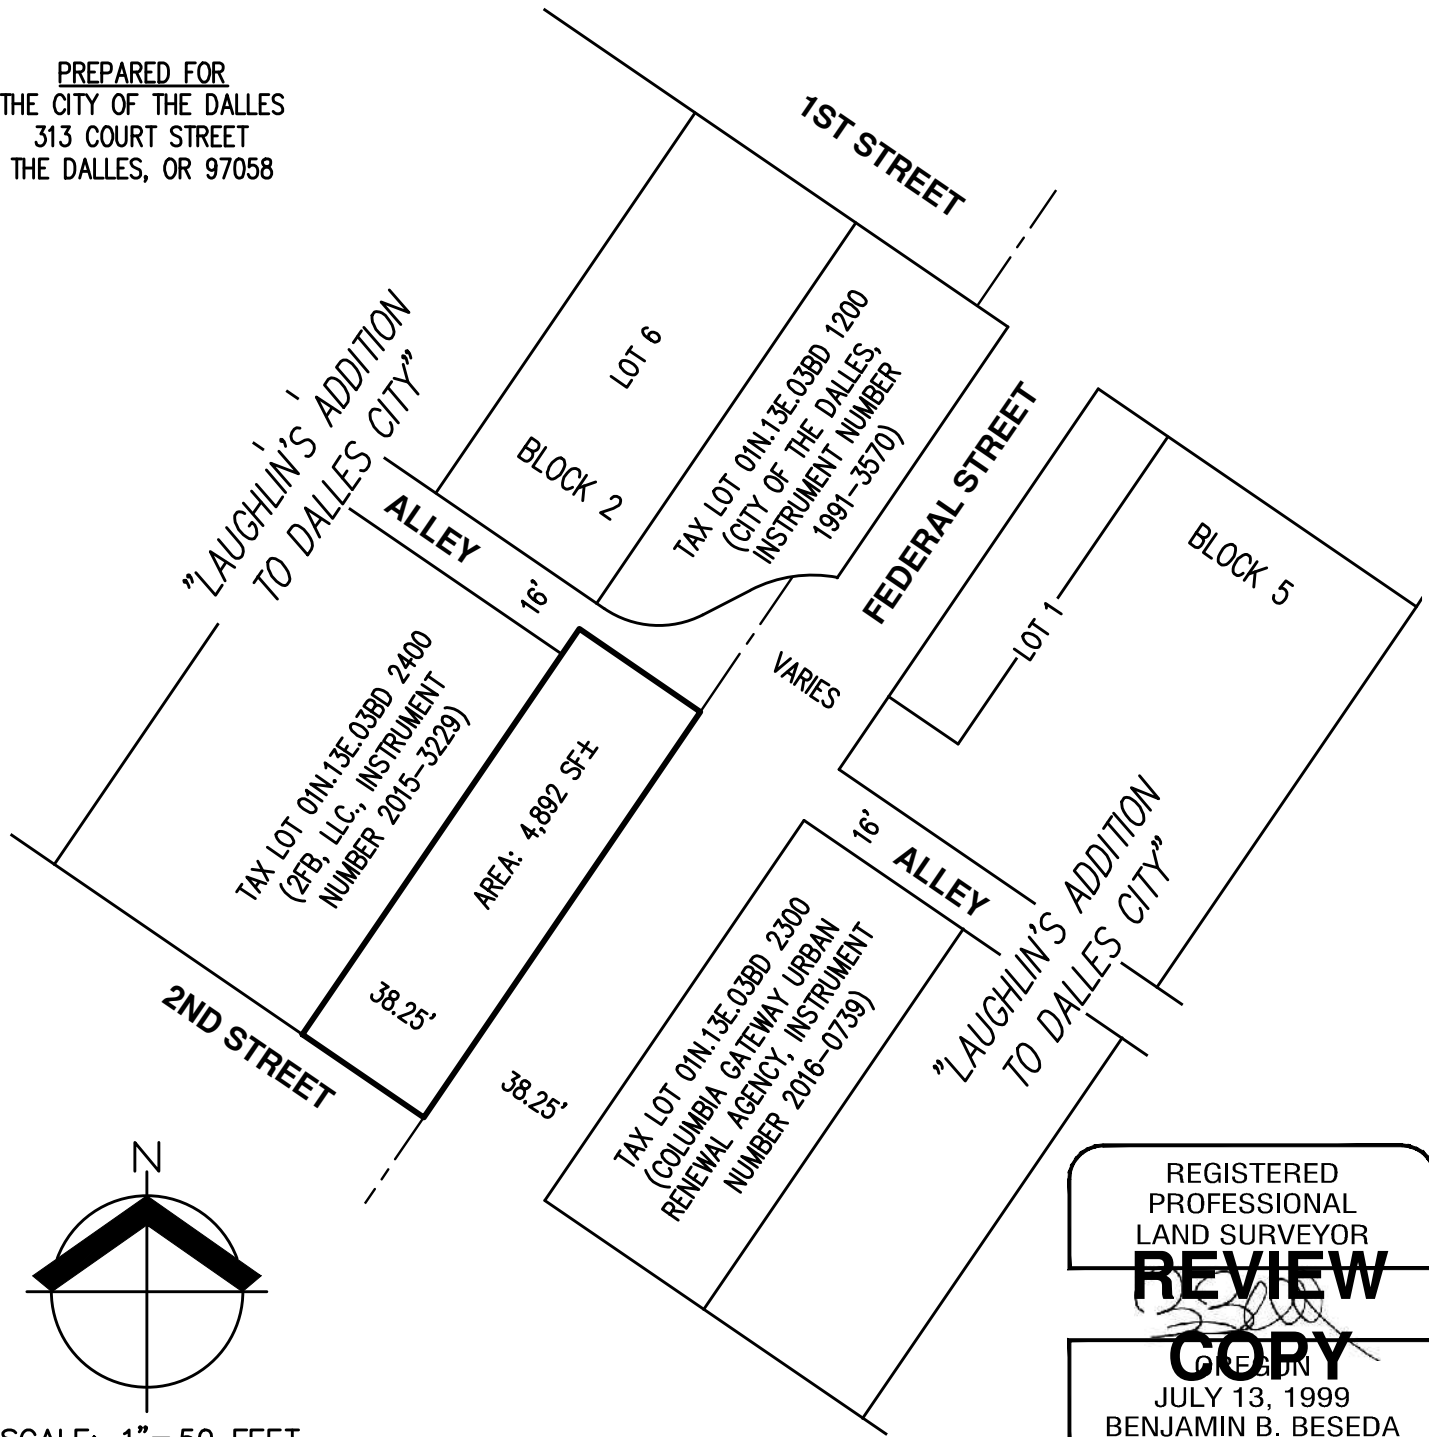 PREPARED FOR
THE CITY OF THE DALLES
313 COURT STREET
THE DALLES, OR 97058
1ST STREET
LOT 6
BLOCK 2
TAX LOT 01N.13E.03BD 1200
(CITY OF THE DALLES,
INSTRUMENT NUMBER
1991-3570)
"LAUGHLIN'S ADDITION
TO DALLES CITY"
ALLEY
16'
FEDERAL STREET
VARIES
LOT 1
BLOCK 5
TAX LOT 01N.13E.03BD 2400
(2FB, LLC., INSTRUMENT
NUMBER 2015-3229)
AREA: 4,892 SF±
38.25'
2ND STREET
38.25'
16'
ALLEY
TAX LOT 01N.13E.03BD 2300
(COLUMBIA GATEWAY URBAN
RENEWAL AGENCY, INSTRUMENT
NUMBER 2016-0739)
"LAUGHLIN'S ADDITION
TO DALLES CITY"
N
SCALE: 1"=50 FEET
REGISTERED
PROFESSIONAL
LAND SURVEYOR
REVIEW
COPY
OREGON
JULY 13, 1999
BENJAMIN B. BESEDA